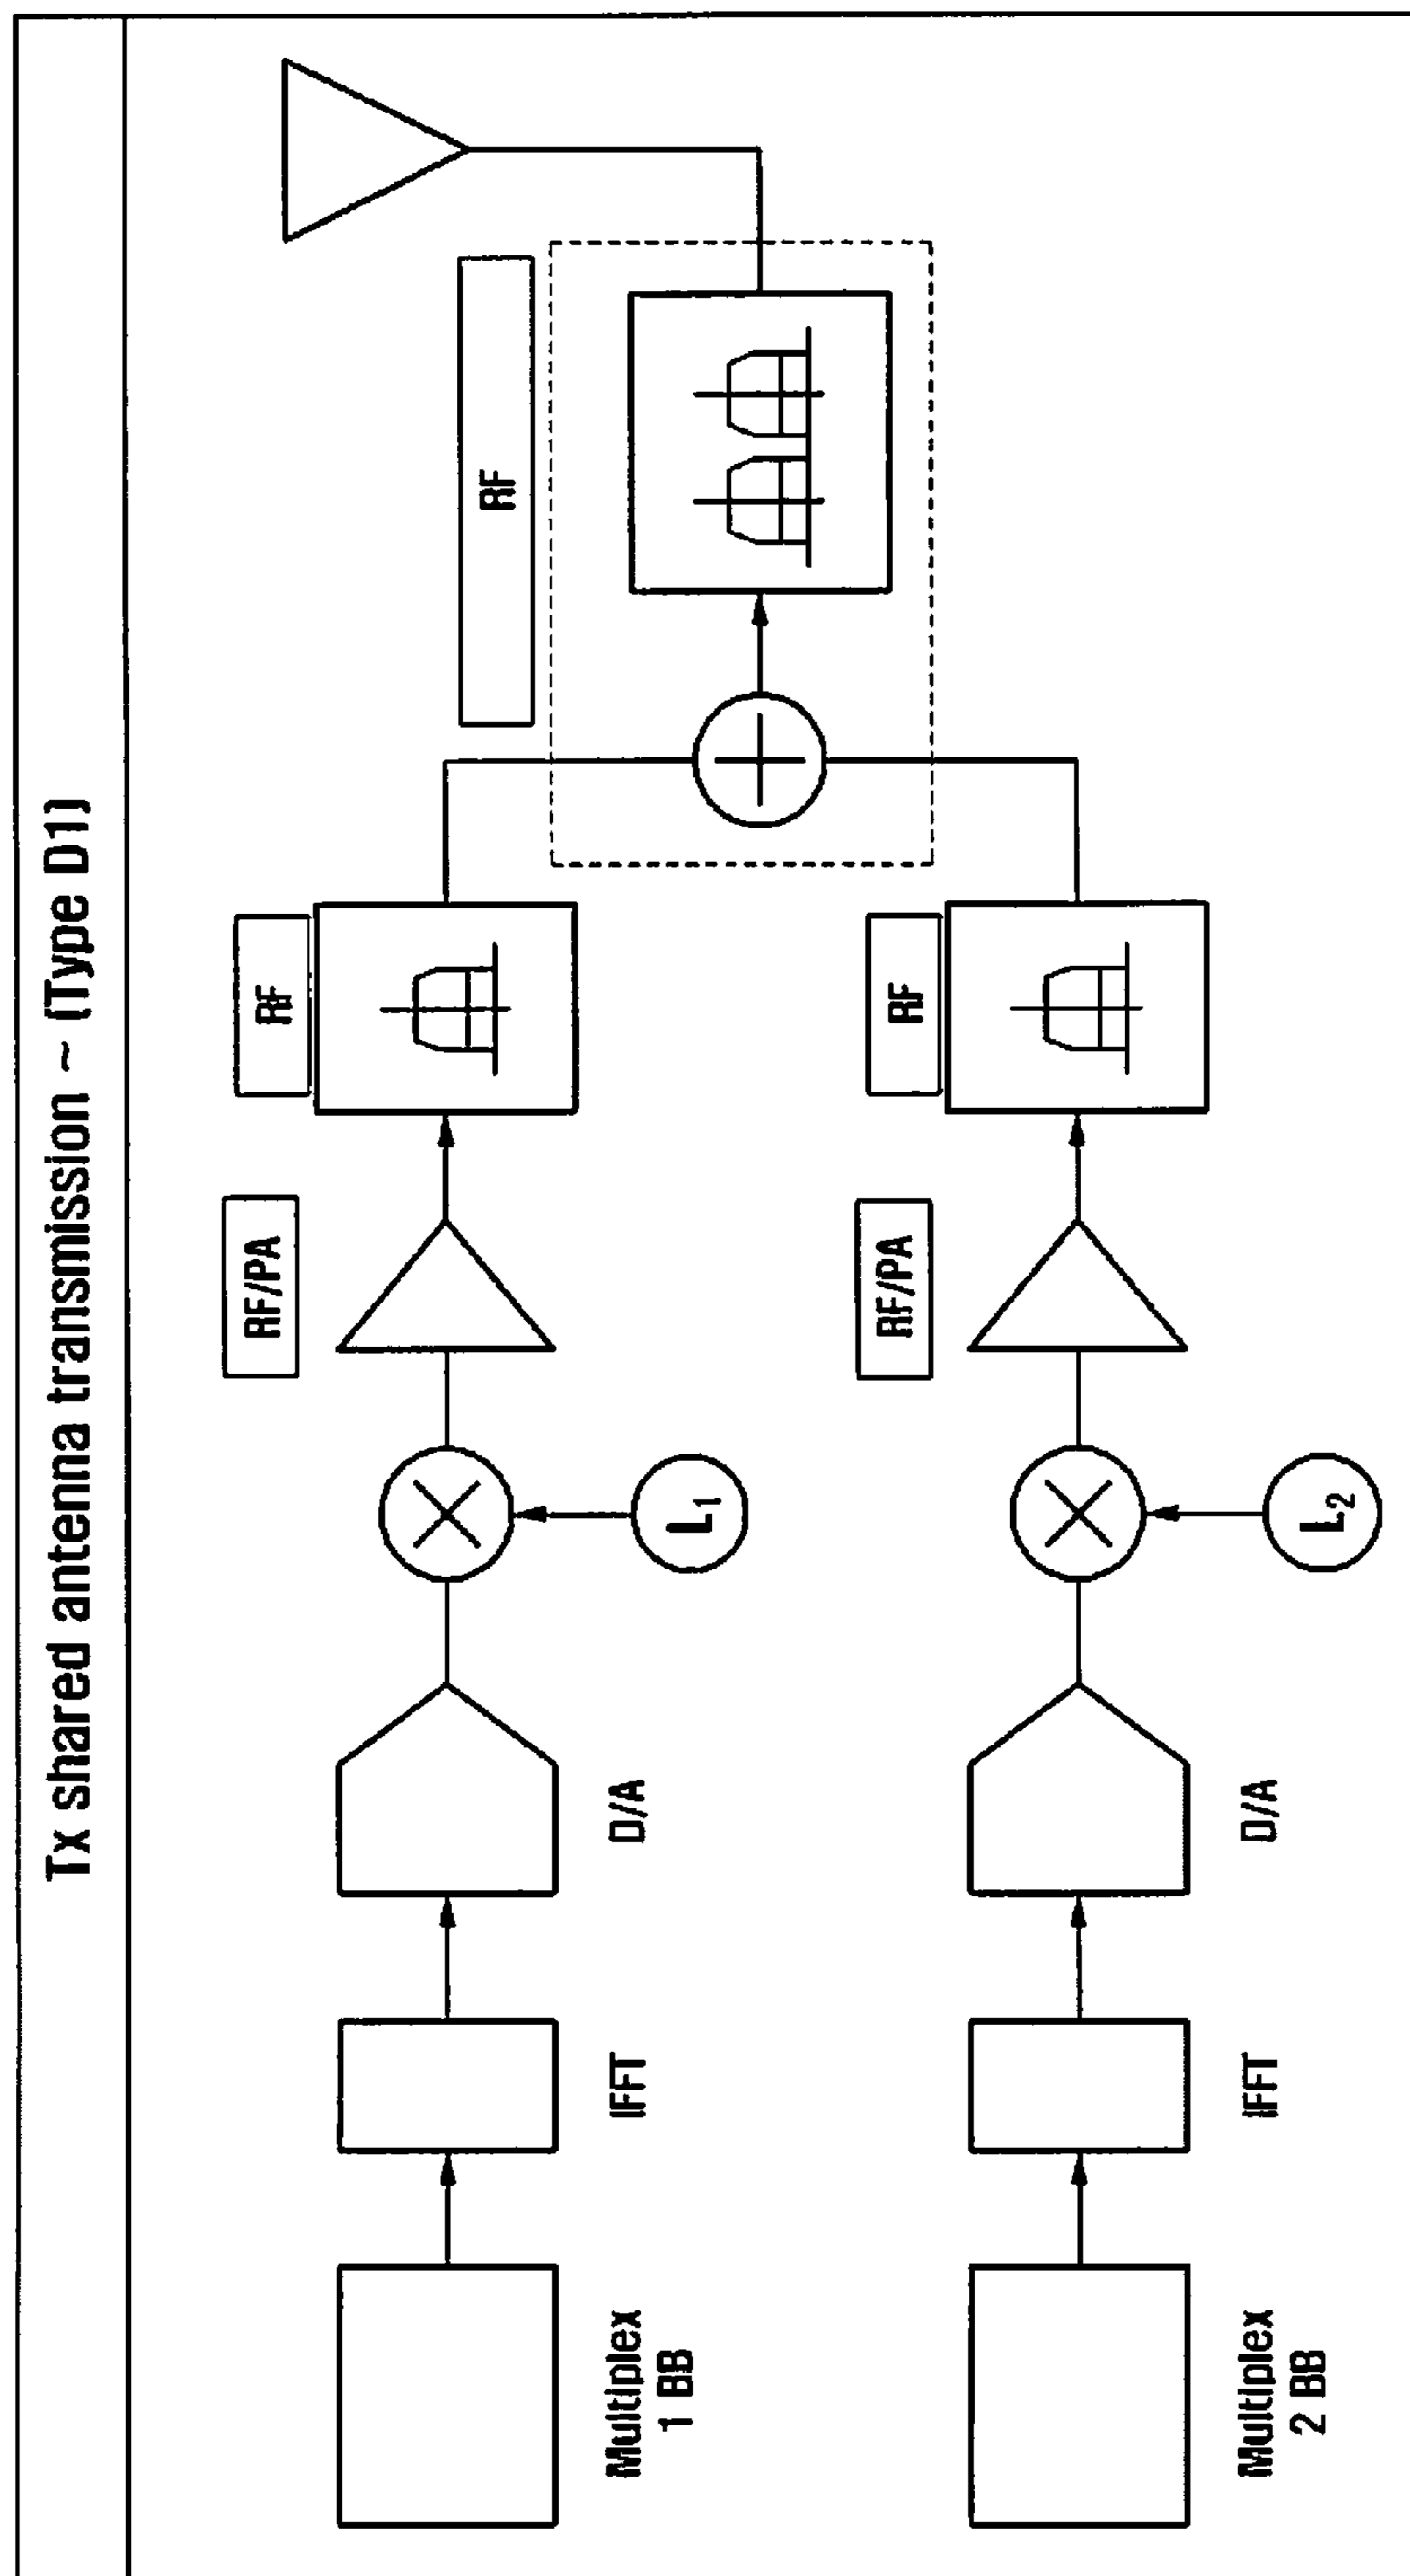 Tx shared antenna transmission ~ (Type D1)
RF/PA
RF
RF
L1
Multiplex
1 BB
IFFT
D/A
RF/PA
RF
L2
Multiplex
2 BB
IFFT
D/A